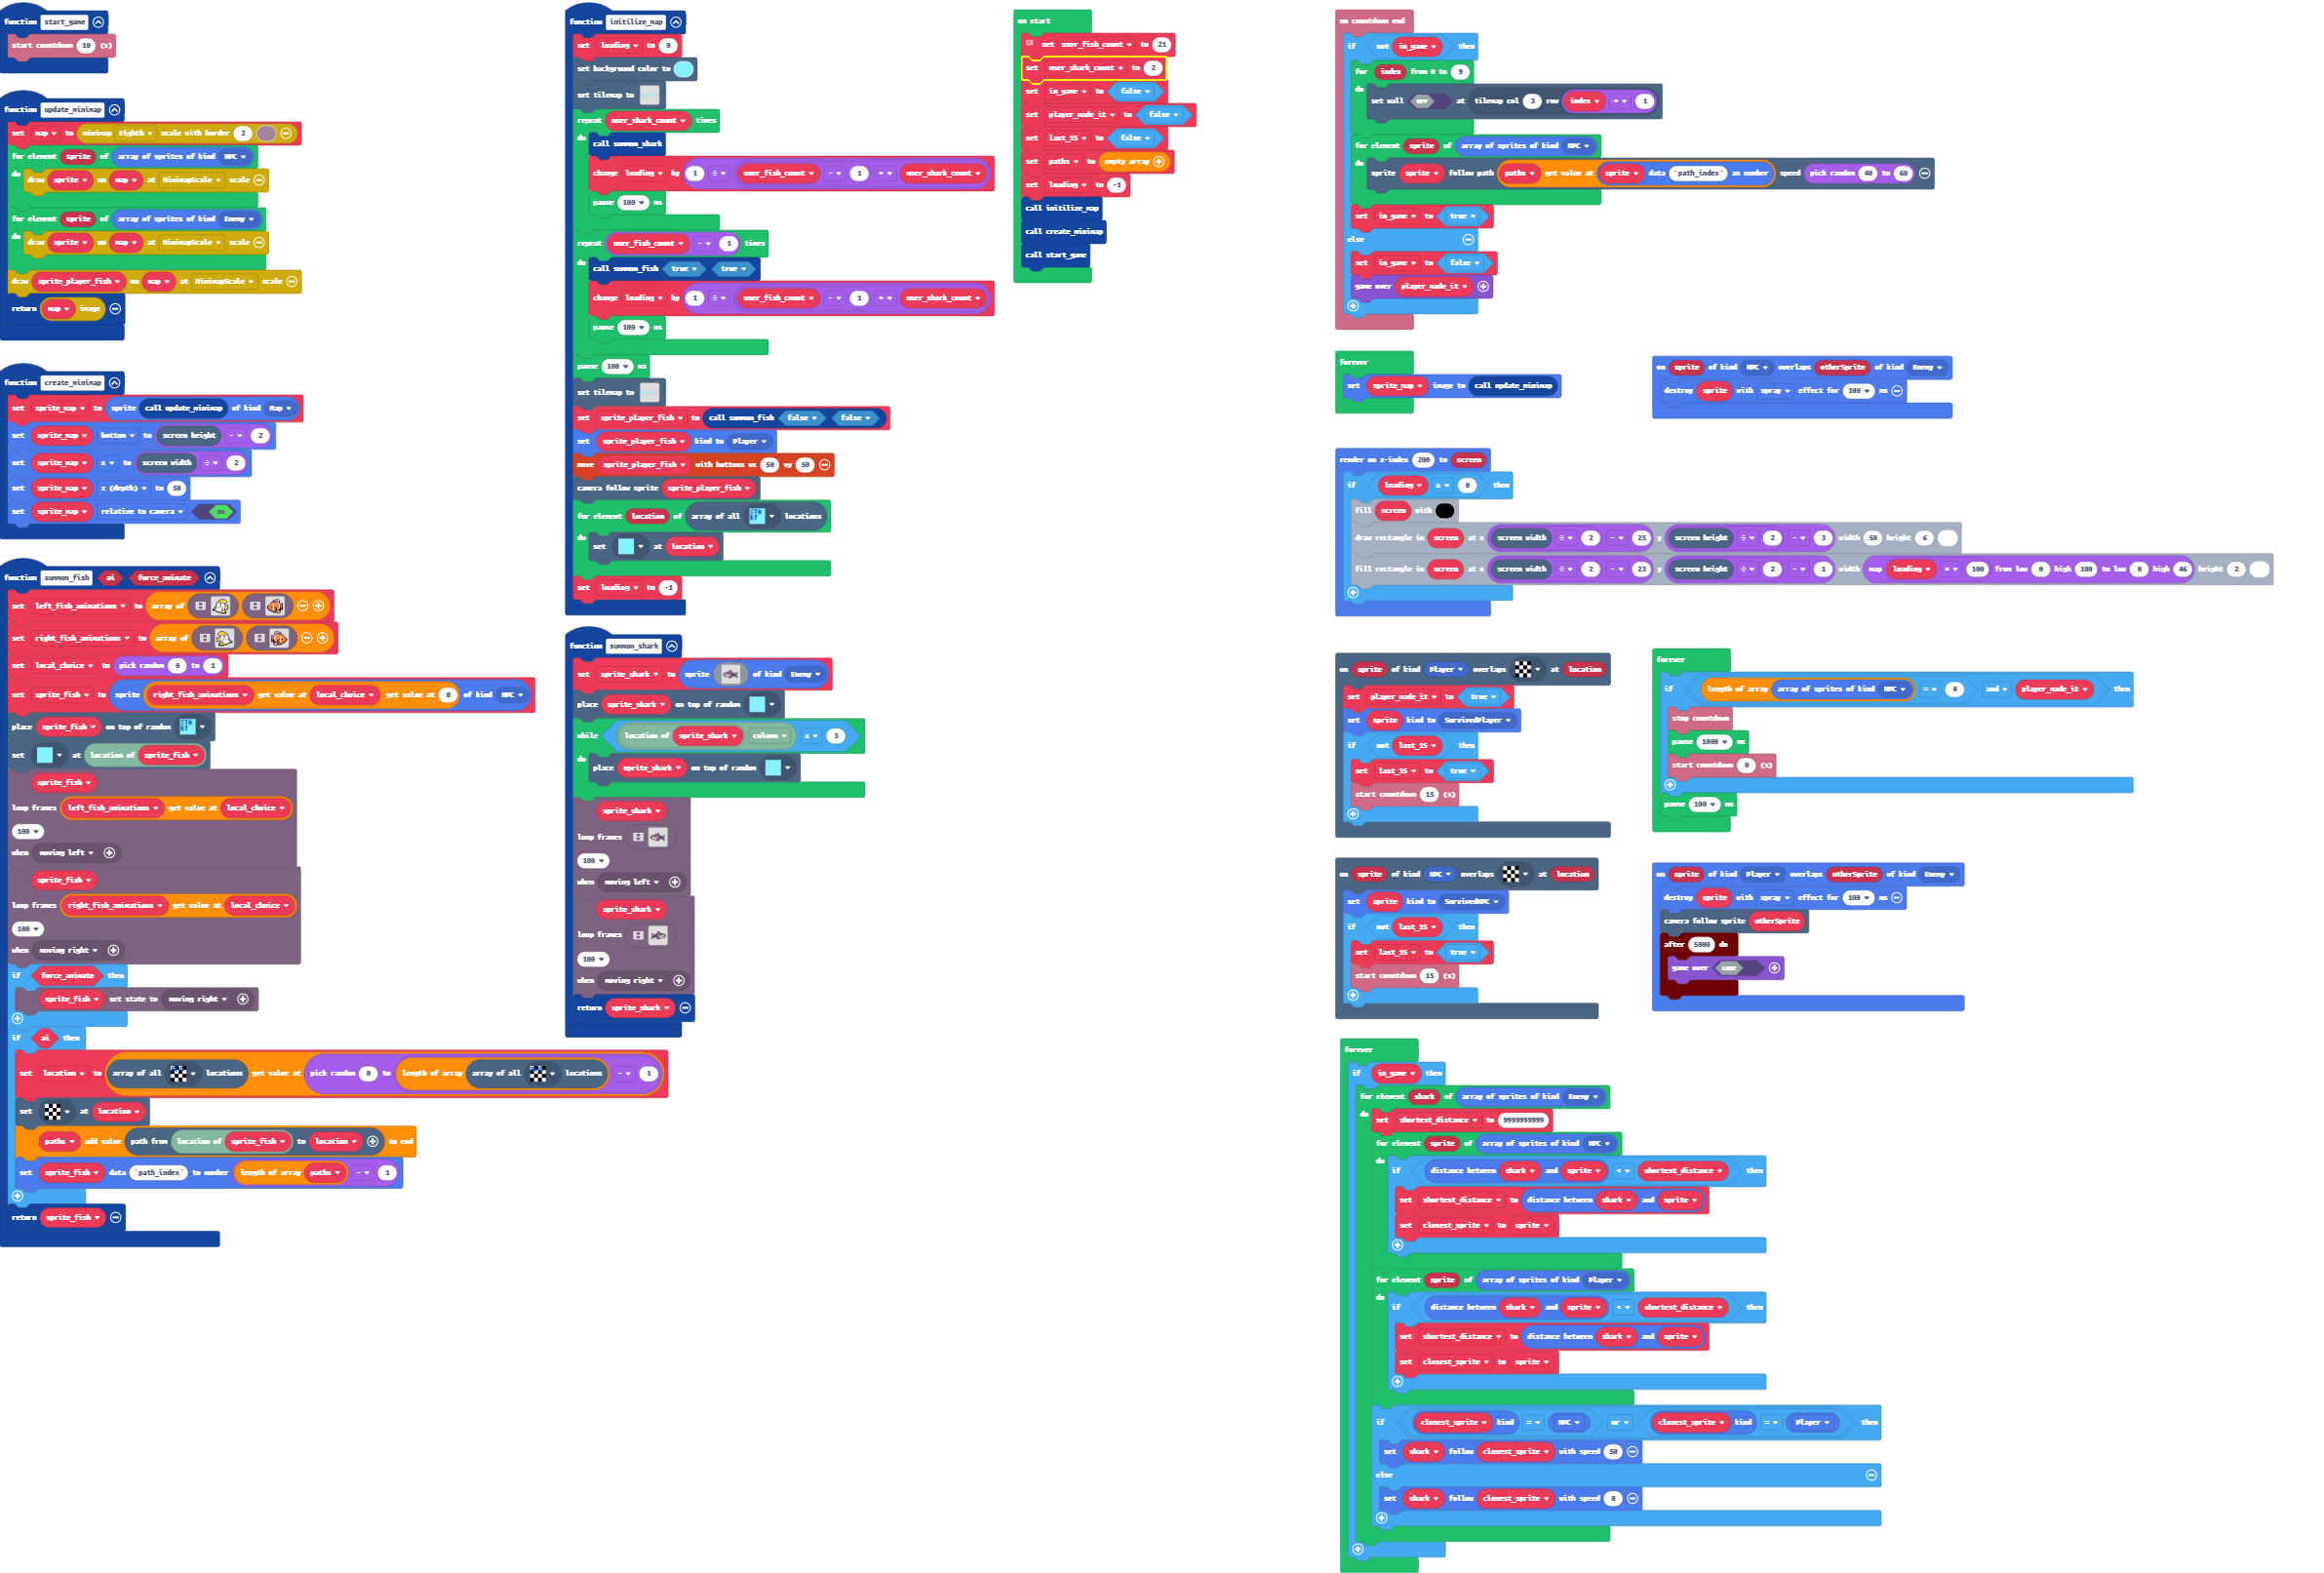 function start_game
start countdown 10 (s)
function update_minimap
set map to minimap Eighth scale with border 2
for element sprite of array of sprites of kind NPC
do draw sprite on map at MinimapScale scale
for element sprite of array of sprites of kind Enemy
do draw sprite on map at MinimapScale scale
draw sprite_player_fish on map at MinimapScale scale
return map image
function create_minimap
set sprite_map to sprite call update_minimap of kind Map
set sprite_map bottom to screen height - 2
set sprite_map x to screen width ÷ 2
set sprite_map z (depth) to 50
set sprite_map relative to camera ON
function summon_fish ai force_animate
set left_fish_animations to array of
set right_fish_animations to array of
set local_choice to pick random 0 to 1
set sprite_fish to sprite right_fish_animations get value at local_choice get value at 0 of kind NPC
place sprite_fish on top of random START
set at location of sprite_fish
sprite_fish
loop frames left_fish_animations get value at local_choice
100
when moving left
sprite_fish
loop frames right_fish_animations get value at local_choice
100
when moving right
if force_animate then
sprite_fish set state to moving right
if ai then
set location to array of all locations get value at pick random 0 to length of array array of all locations - 1
set at location
paths add value path from location of sprite_fish to location to end
set sprite_fish data "path_index" to number length of array paths - 1
return sprite_fish
function initilize_map
set loading to 0
set background color to
set tilemap to
repeat user_shark_count times
do call summon_shark
change loading by 1 ÷ user_fish_count - 1 + user_shark_count
pause 100 ms
repeat user_fish_count - 1 times
do call summon_fish true true
change loading by 1 ÷ user_fish_count - 1 + user_shark_count
pause 100 ms
pause 100 ms
set tilemap to
set sprite_player_fish to call summon_fish false false
set sprite_player_fish kind to Player
move sprite_player_fish with buttons vx 50 vy 50
camera follow sprite sprite_player_fish
for element location of array of all START locations
do set at location
set loading to -1
function summon_shark
set sprite_shark to sprite of kind Enemy
place sprite_shark on top of random
while location of sprite_shark column ≤ 3
do place sprite_shark on top of random
sprite_shark
loop frames
100
when moving left
sprite_shark
loop frames
100
when moving right
return sprite_shark
on start
set user_fish_count to 21
set user_shark_count to 2
set in_game to false
set player_made_it to false
set last_15 to false
set paths to empty array
set loading to -1
call initilize_map
call create_minimap
call start_game
on countdown end
if not in_game then
for index from 0 to 9
do set wall OFF at tilemap col 3 row index + 1
for element sprite of array of sprites of kind NPC
do sprite sprite follow path paths get value at sprite data "path_index" as number speed pick random 40 to 60
set in_game to true
else
set in_game to false
game over player_made_it
forever
set sprite_map image to call update_minimap
on sprite of kind NPC overlaps otherSprite of kind Enemy
destroy sprite with spray effect for 100 ms
render on z-index 200 to screen
if loading ≥ 0 then
fill screen with
draw rectangle in screen at x screen width ÷ 2 - 25 y screen height ÷ 2 - 3 width 50 height 6
fill rectangle in screen at x screen width ÷ 2 - 23 y screen height ÷ 2 - 1 width map loading × 100 from low 0 high 100 to low 0 high 46 height 2
on sprite of kind Player overlaps at location
set player_made_it to true
set sprite kind to SurvivedPlayer
if not last_15 then
set last_15 to true
start countdown 15 (s)
forever
if length of array array of sprites of kind NPC = 0 and player_made_it then
stop countdown
pause 1000 ms
start countdown 0 (s)
pause 100 ms
on sprite of kind NPC overlaps at location
set sprite kind to SurvivedNPC
if not last_15 then
set last_15 to true
start countdown 15 (s)
on sprite of kind Player overlaps otherSprite of kind Enemy
destroy sprite with spray effect for 100 ms
camera follow sprite otherSprite
after 5000 do
game over LOSE
forever
if in_game then
for element shark of array of sprites of kind Enemy
do set shortest_distance to 9999999999
for element sprite of array of sprites of kind NPC
do if distance between shark and sprite < shortest_distance then
set shortest_distance to distance between shark and sprite
set closest_sprite to sprite
for element sprite of array of sprites of kind Player
do if distance between shark and sprite < shortest_distance then
set shortest_distance to distance between shark and sprite
set closest_sprite to sprite
if closest_sprite kind = NPC or closest_sprite kind = Player then
set shark follow closest_sprite with speed 50
else
set shark follow closest_sprite with speed 0